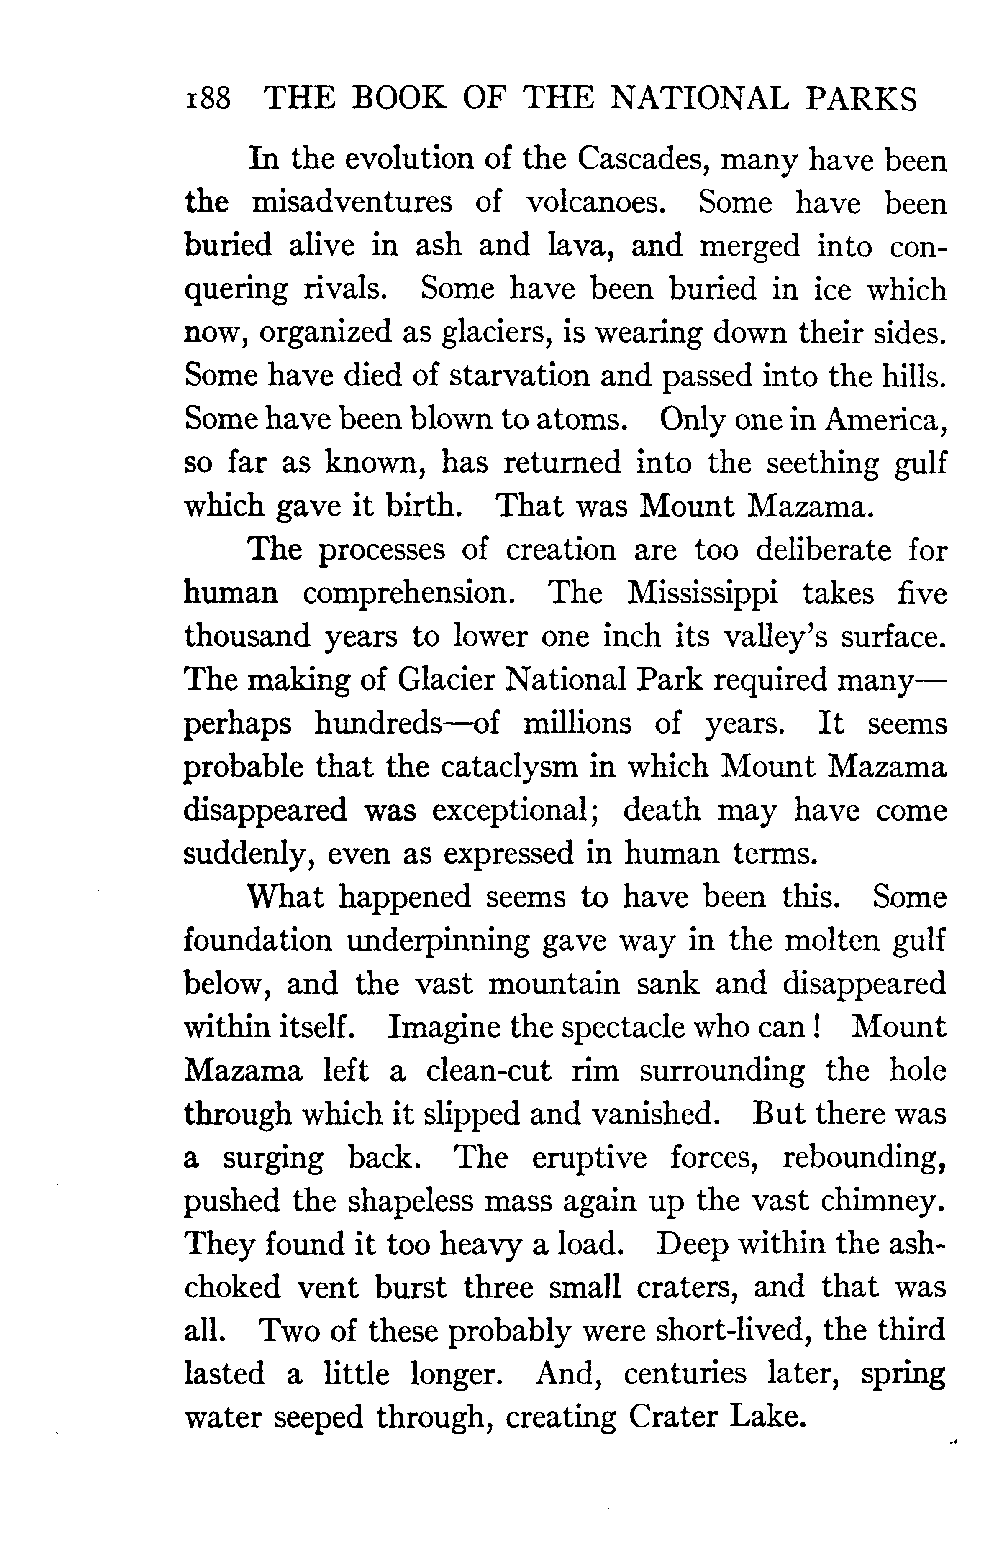 188 THE BOOK OF THE NATIONAL PARKS
In the evolution of the Cascades, many have been
the misadventures of volcanoes. Some have been
buried alive in ash and lava, and merged into con-
quering rivals. Some have been buried in ice which
now, organized as glaciers, is wearing down their sides.
Some have died of starvation and passed into the hills.
Some have been blown to atoms. Only one in America,
so far as known, has returned into the seething gulf
which gave it birth. That was Mount Mazama.
The processes of creation are too deliberate for
human comprehension. The Mississippi takes five
thousand years to lower one inch its valley's surface.
The making of Glacier National Park required many—
perhaps hundreds—of millions of years. It seems
probable that the cataclysm in which Mount Mazama
disappeared was exceptional; death may have come
suddenly, even as expressed in human terms.
What happened seems to have been this. Some
foundation underpinning gave way in the molten gulf
below, and the vast mountain sank and disappeared
within itself. Imagine the spectacle who can! Mount
Mazama left a clean-cut rim surrounding the hole
through which it slipped and vanished. But there was
a surging back. The eruptive forces, rebounding,
pushed the shapeless mass again up the vast chimney.
They found it too heavy a load. Deep within the ash-
choked vent burst three small craters, and that was
all. Two of these probably were short-lived, the third
lasted a little longer. And, centuries later, spring
water seeped through, creating Crater Lake.